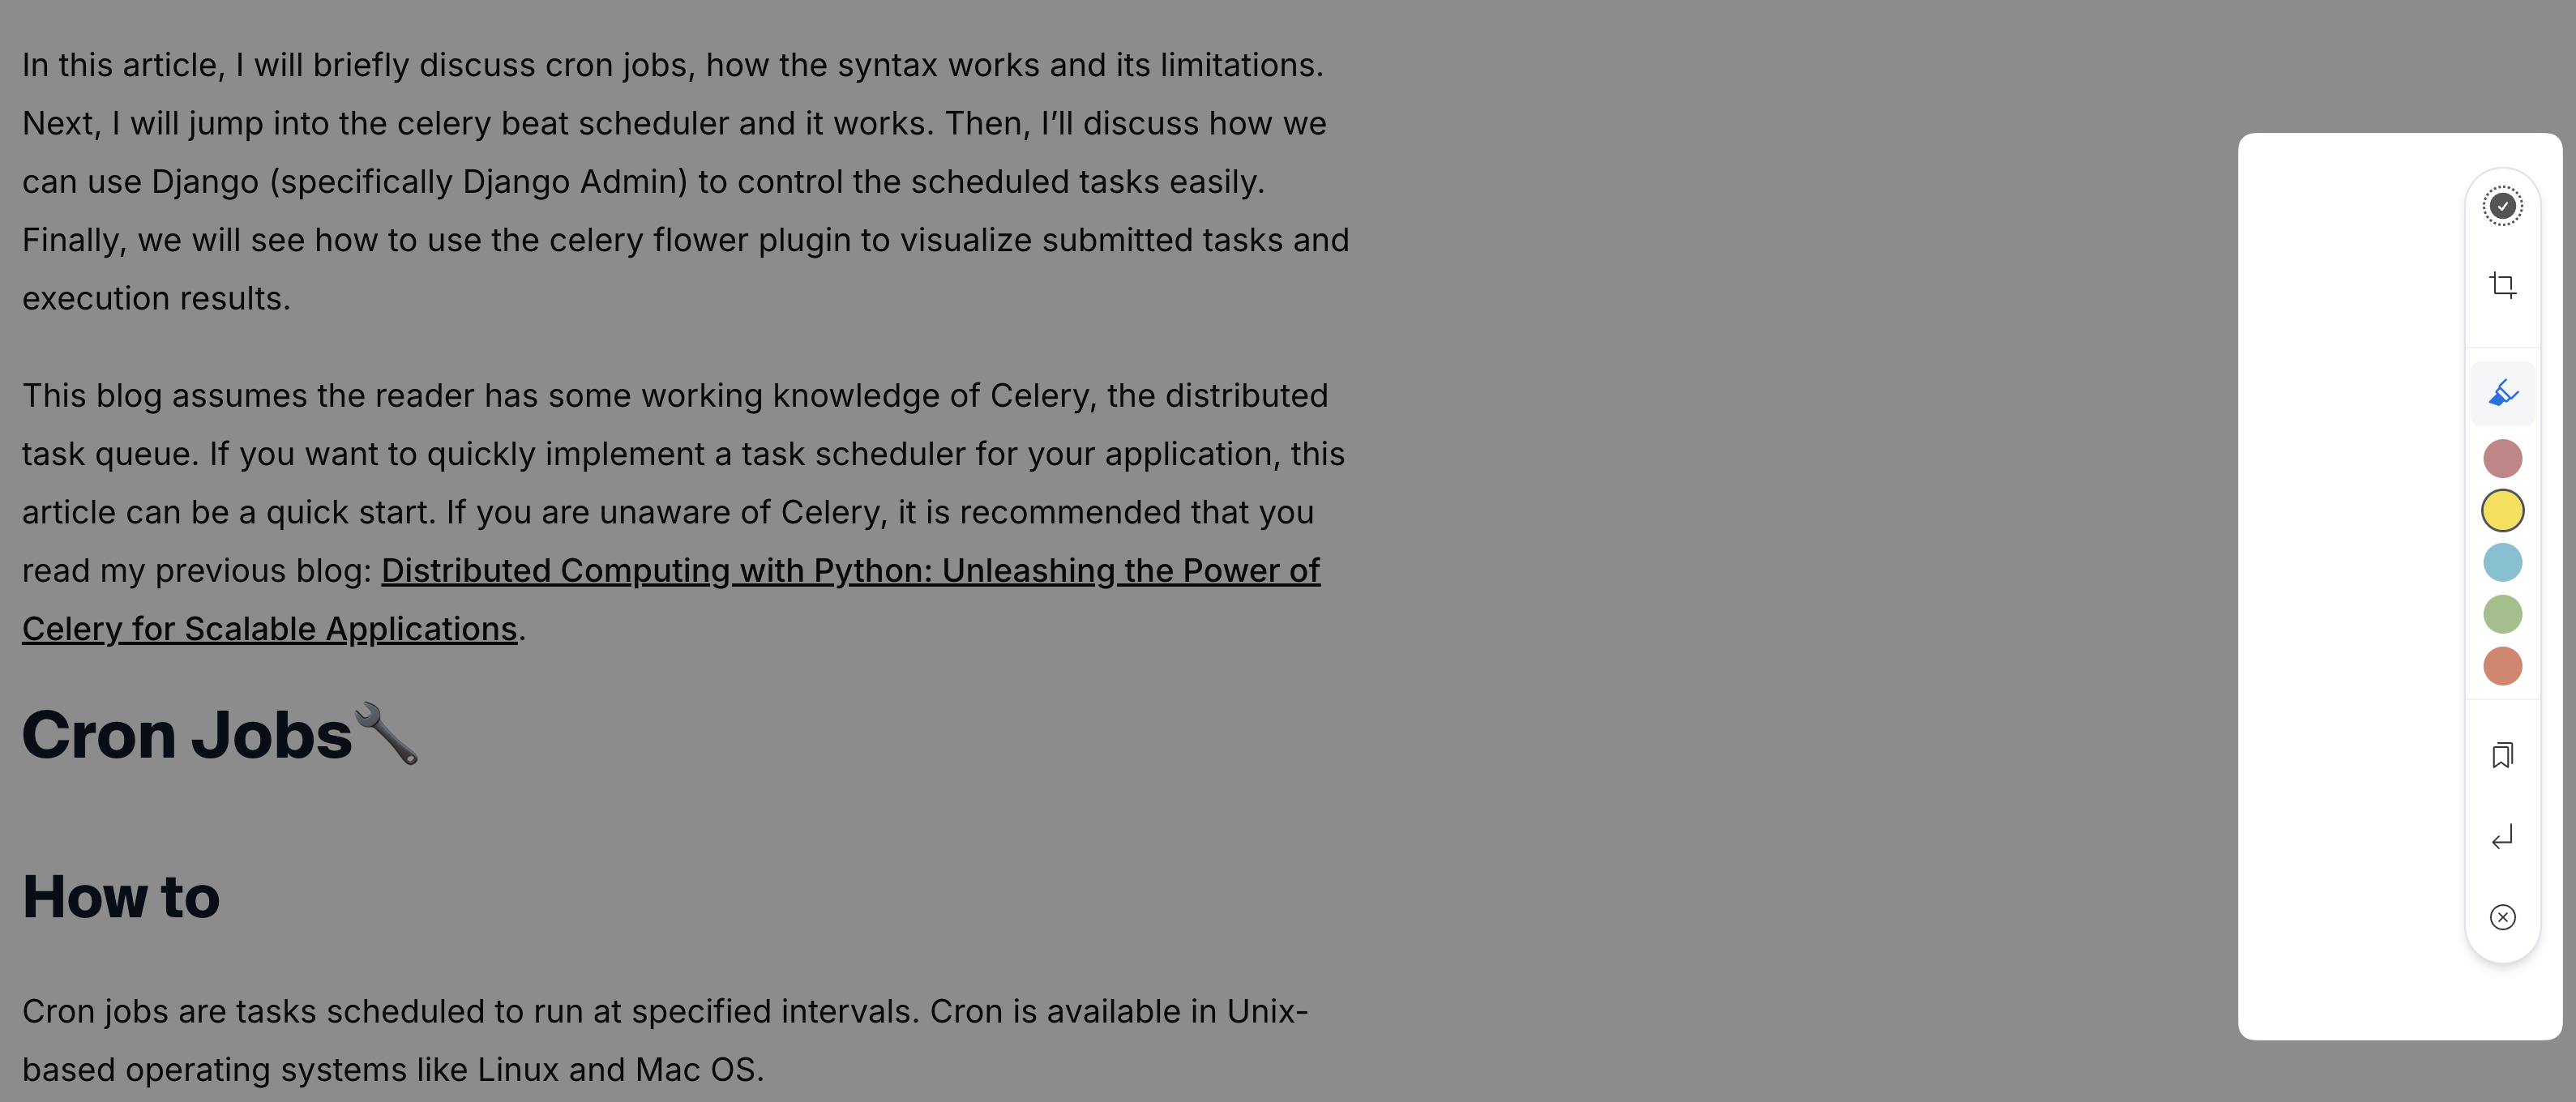 In this article, I will briefly discuss cron jobs, how the syntax works and its limitations.
Next, I will jump into the celery beat scheduler and it works. Then, I’ll discuss how we
can use Django (specifically Django Admin) to control the scheduled tasks easily.
Finally, we will see how to use the celery flower plugin to visualize submitted tasks and
execution results.
This blog assumes the reader has some working knowledge of Celery, the distributed
task queue. If you want to quickly implement a task scheduler for your application, this
article can be a quick start. If you are unaware of Celery, it is recommended that you
read my previous blog: Distributed Computing with Python: Unleashing the Power of
Celery for Scalable Applications.
Cron Jobs🔧
How to
Cron jobs are tasks scheduled to run at specified intervals. Cron is available in Unix-
based operating systems like Linux and Mac OS.